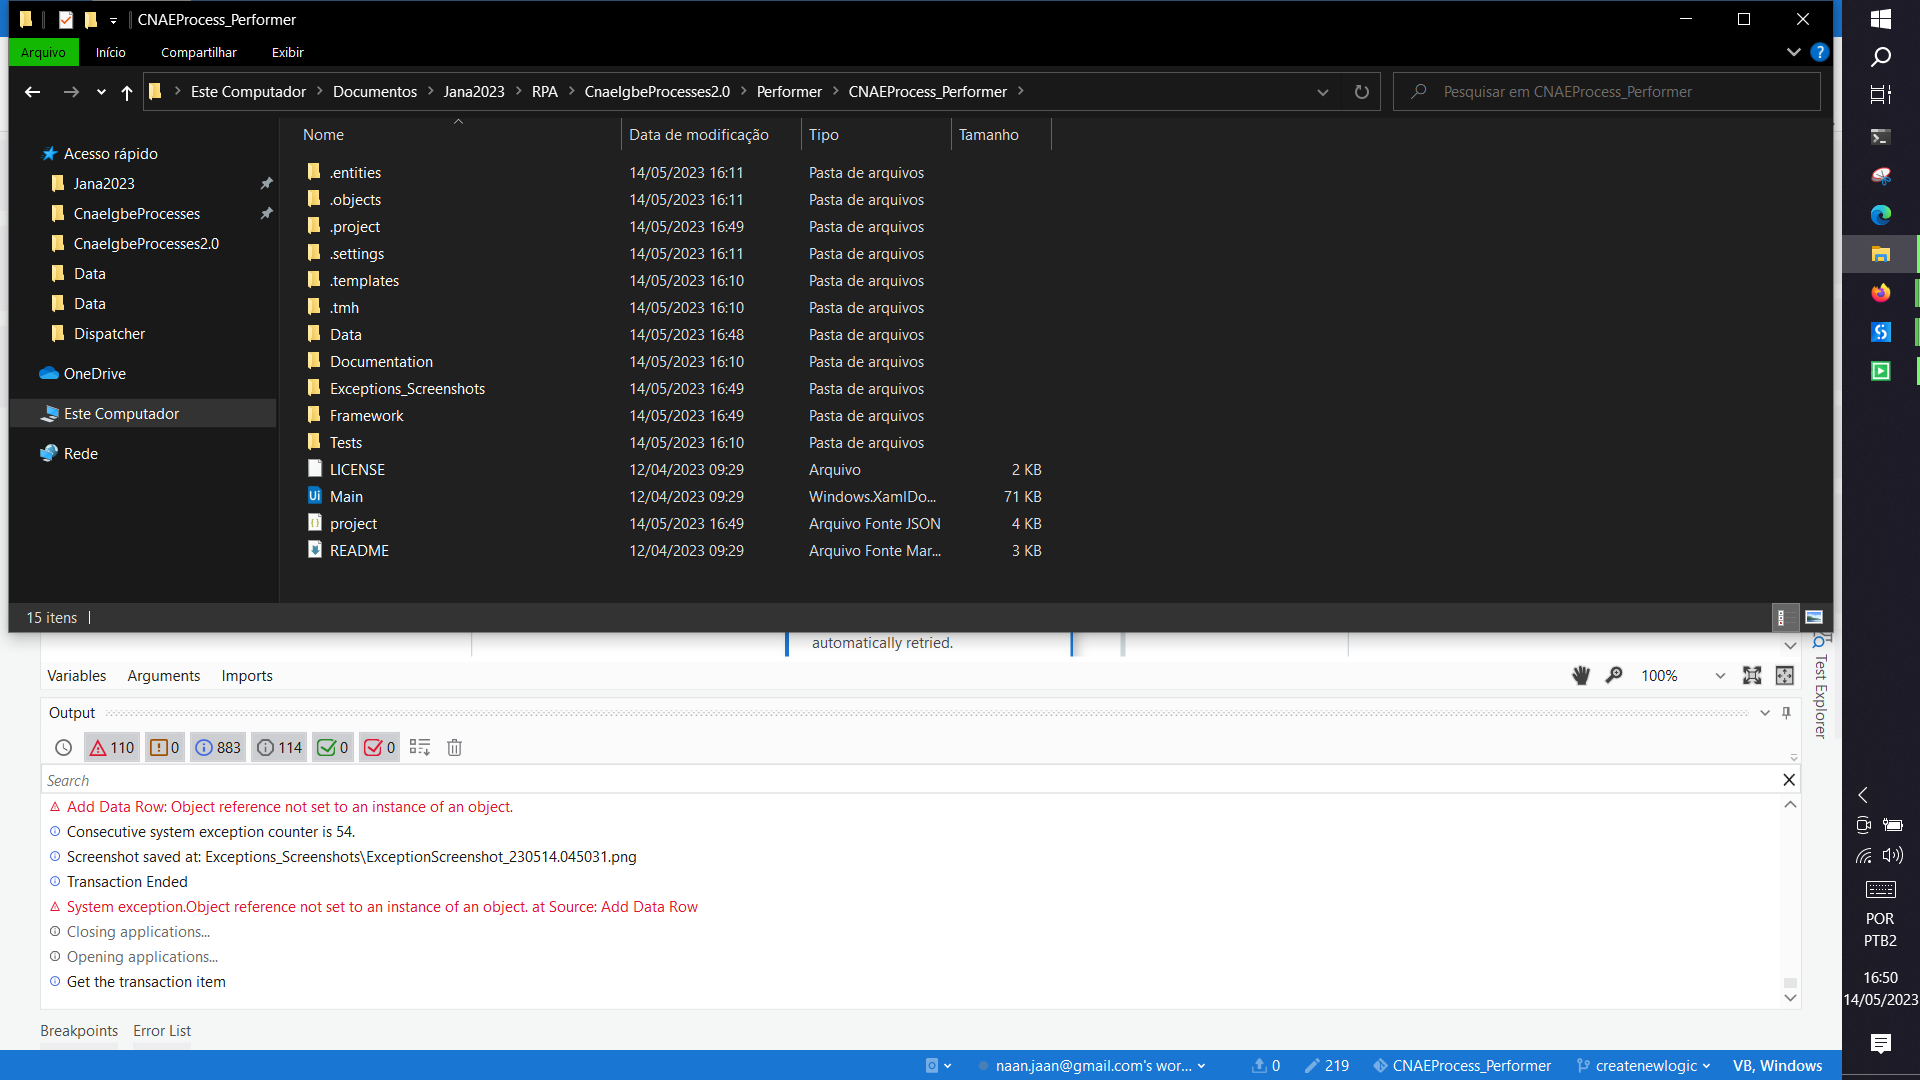 CNAEProcess_Performer
Arquivo Início Compartilhar Exibir
Este Computador Documentos Jana2023 RPA CnaeIgbeProcesses2.0 Performer CNAEProcess_Performer
Pesquisar em CNAEProcess_Performer
Acesso rápido
Jana2023
CnaeIgbeProcesses
CnaeIgbeProcesses2.0
Data
Data
Dispatcher
OneDrive
Este Computador
Rede
Nome Data de modificação Tipo Tamanho
.entities 14/05/2023 16:11 Pasta de arquivos
.objects 14/05/2023 16:11 Pasta de arquivos
.project 14/05/2023 16:49 Pasta de arquivos
.settings 14/05/2023 16:11 Pasta de arquivos
.templates 14/05/2023 16:10 Pasta de arquivos
.tmh 14/05/2023 16:10 Pasta de arquivos
Data 14/05/2023 16:48 Pasta de arquivos
Documentation 14/05/2023 16:10 Pasta de arquivos
Exceptions_Screenshots 14/05/2023 16:49 Pasta de arquivos
Framework 14/05/2023 16:49 Pasta de arquivos
Tests 14/05/2023 16:10 Pasta de arquivos
LICENSE 12/04/2023 09:29 Arquivo 2 KB
Main 12/04/2023 09:29 Windows.XamlDo... 71 KB
project 14/05/2023 16:49 Arquivo Fonte JSON 4 KB
README 12/04/2023 09:29 Arquivo Fonte Mar... 3 KB
15 itens
automatically retried.
Variables Arguments Imports 100%
Test Explorer
Output
110 0 883 114 0 0
Search
Add Data Row: Object reference not set to an instance of an object.
Consecutive system exception counter is 54.
Screenshot saved at: Exceptions_Screenshots\ExceptionScreenshot_230514.045031.png
Transaction Ended
System exception.Object reference not set to an instance of an object. at Source: Add Data Row
Closing applications...
Opening applications...
Get the transaction item
Breakpoints Error List
naan.jaan@gmail.com's wor... 0 219 CNAEProcess_Performer createnewlogic VB, Windows
POR
PTB2
16:50
14/05/2023